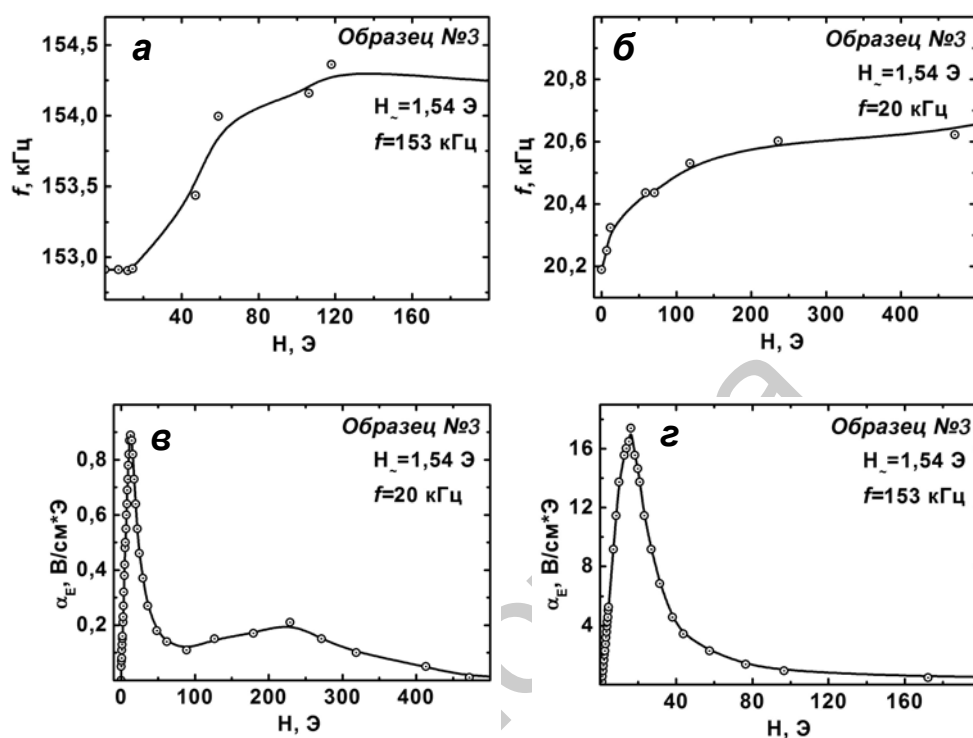 а
Образец №3
H~=1,54 Э
f=153 кГц
154,5
154,0
153,5
153,0
f, кГц
40
80
120
160
H, Э
б
Образец №3
H~=1,54 Э
f=20 кГц
20,8
20,6
20,4
20,2
f, кГц
0
100
200
300
400
H, Э
в
Образец №3
H~=1,54 Э
f=20 кГц
0,8
0,6
0,4
0,2
αE, В/см*Э
0
100
200
300
400
H, Э
г
Образец №3
H~=1,54 Э
f=153 кГц
16
12
8
4
αE, В/см*Э
40
80
120
160
H, Э